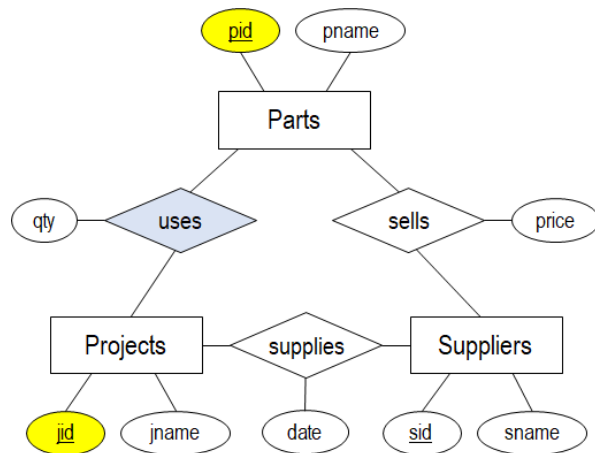 pid
pname
Parts
qty
uses
sells
price
Projects
supplies
Suppliers
jid
jname
date
sid
sname